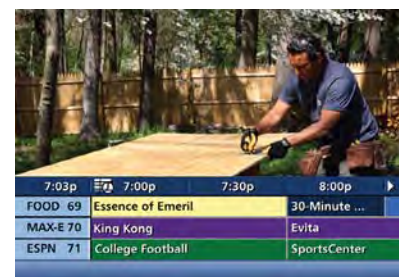 7:03p 7:00p 7:30p 8:00p
FOOD 69 Essence of Emeril 30-Minute ...
MAX-E 70 King Kong Evita
ESPN 71 College Football SportsCenter